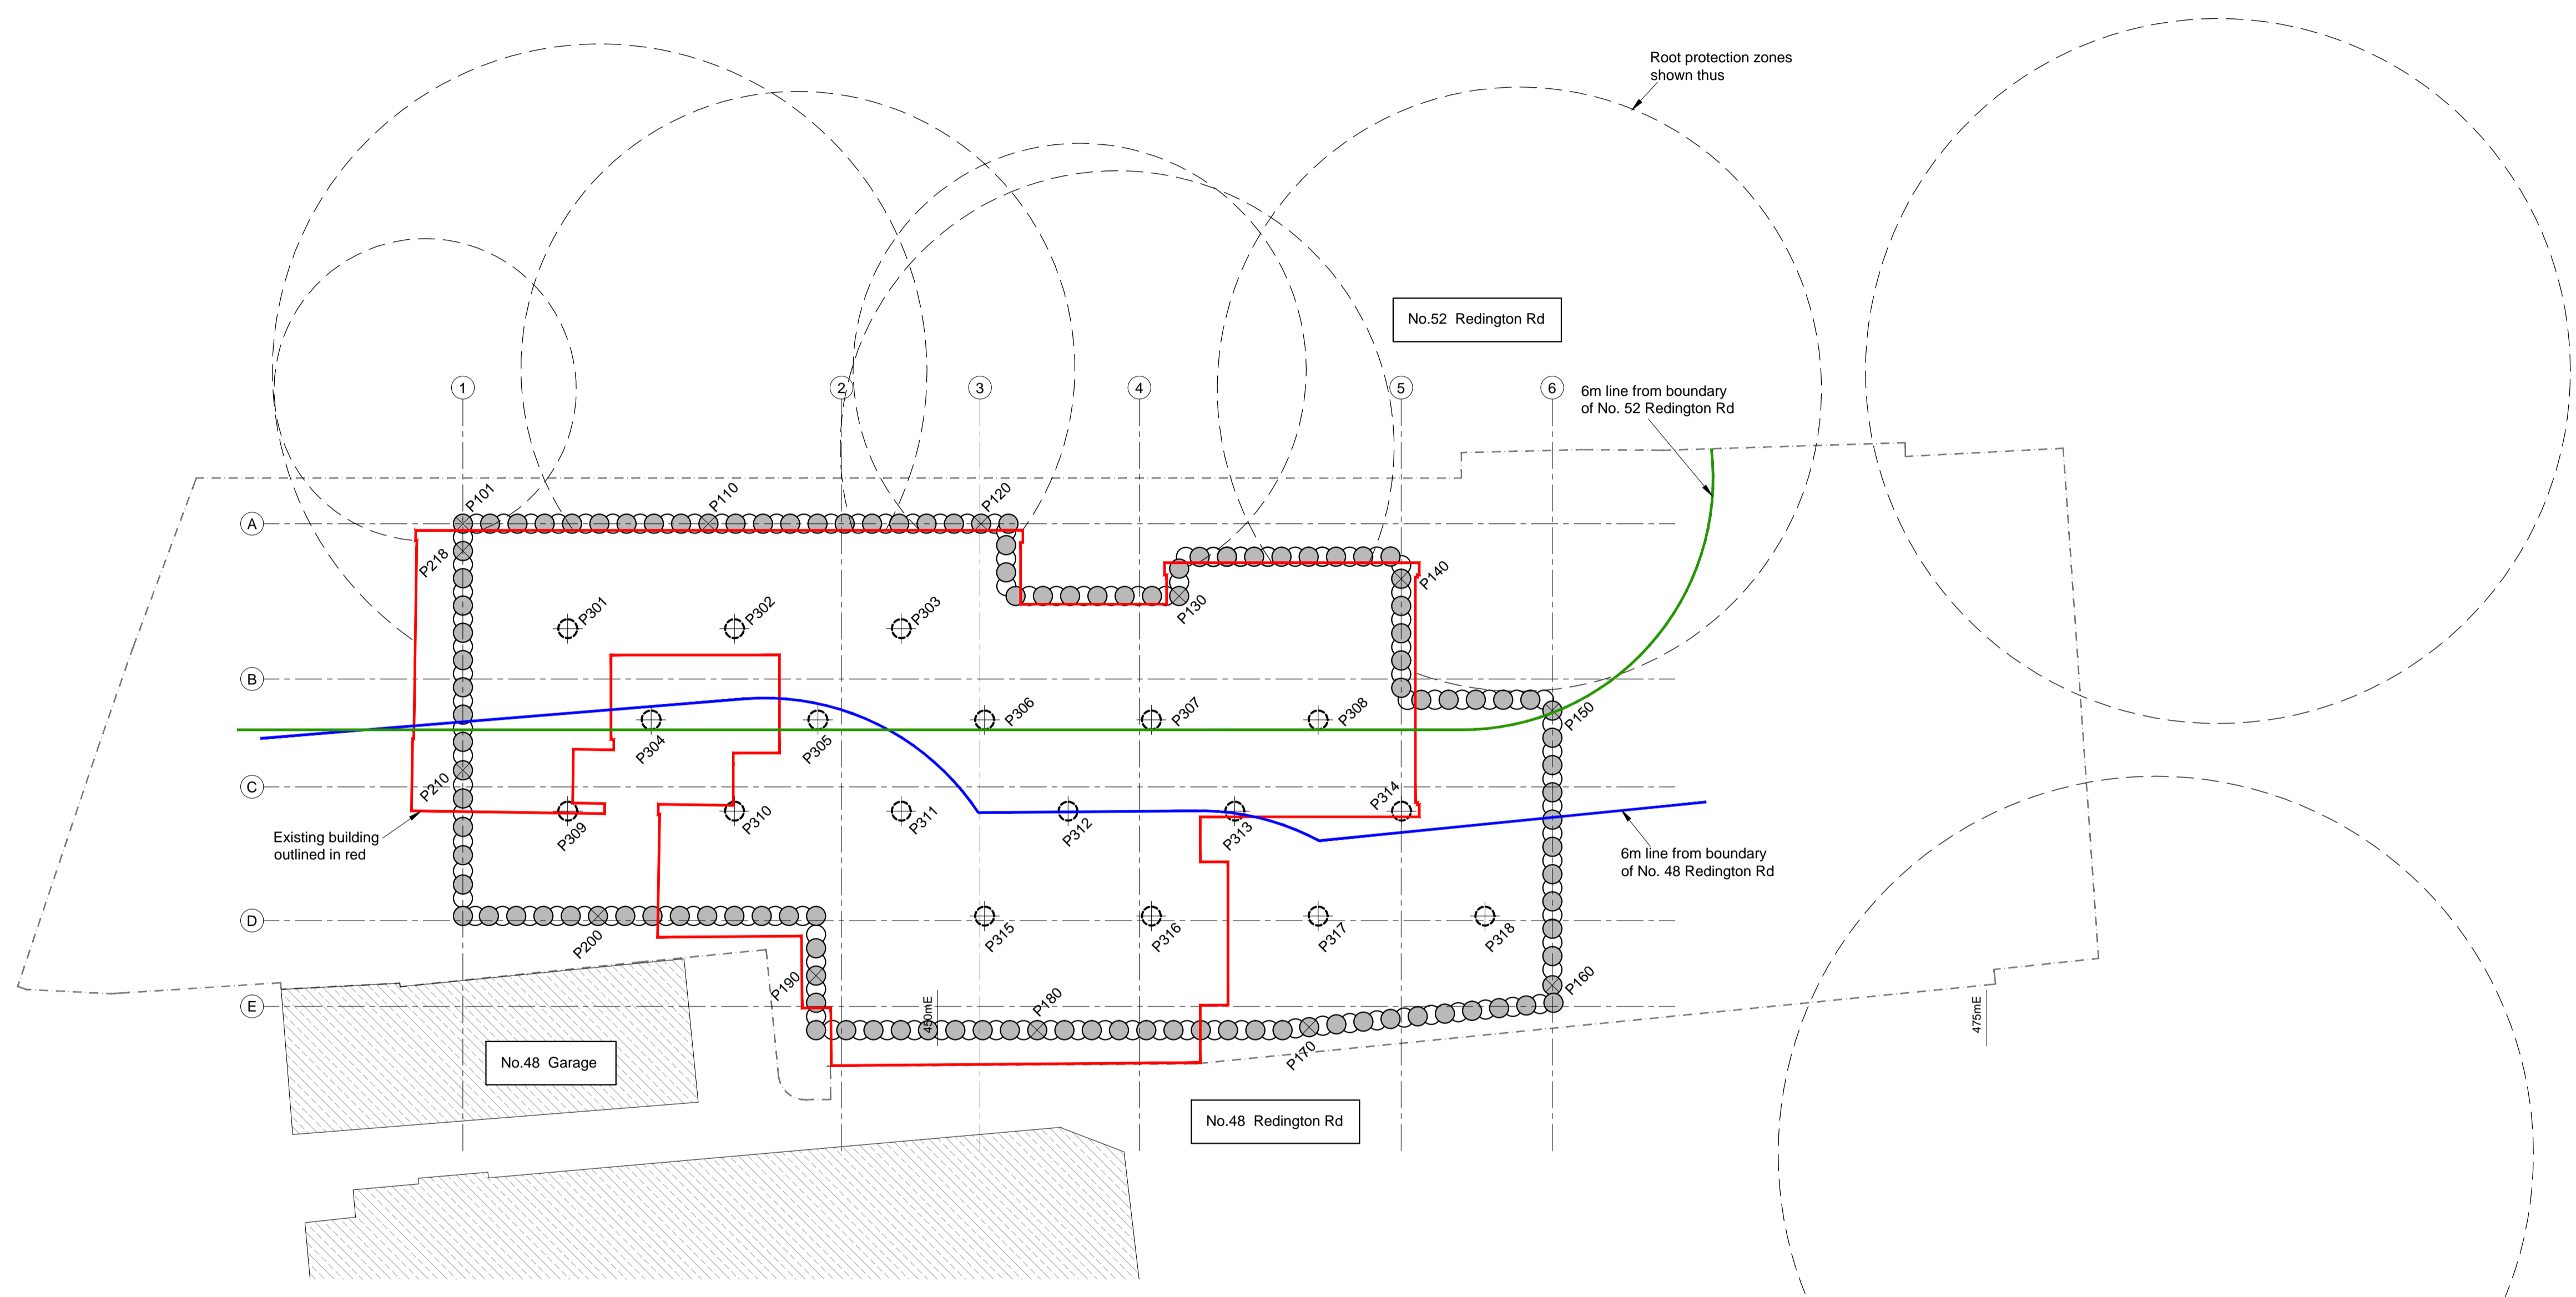 Root protection zones
shown thus
No.52 Redington Rd
6m line from boundary
of No. 52 Redington Rd
1
2
3
4
5
6
P101
P110
P120
A
P218
P140
P130
P301
P302
P303
B
P306
P307
P308
P150
P304
P305
C
P210
P314
Existing building
outlined in red
P309
P310
P311
P312
P313
6m line from boundary
of No. 48 Redington Rd
D
P200
P315
P316
P317
P318
P190
P160
E
P180
450mE
475mE
P170
No.48 Garage
No.48 Redington Rd